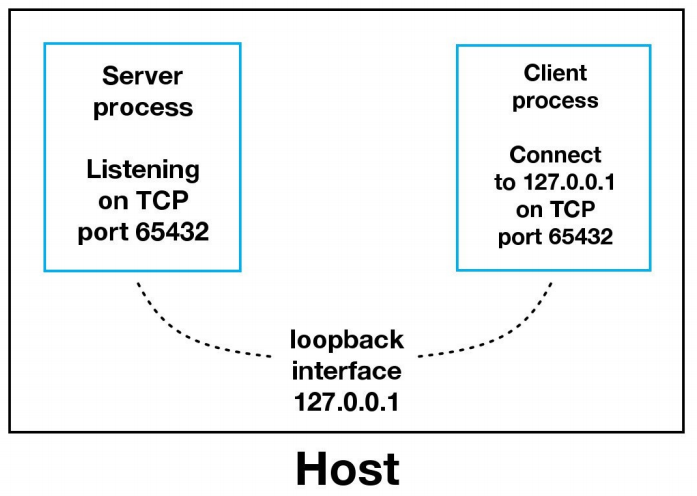 Server
process
Listening
on TCP
port 65432
Client
process
Connect
to 127.0.0.1
on TCP
port 65432
loopback
interface
127.0.0.1
Host